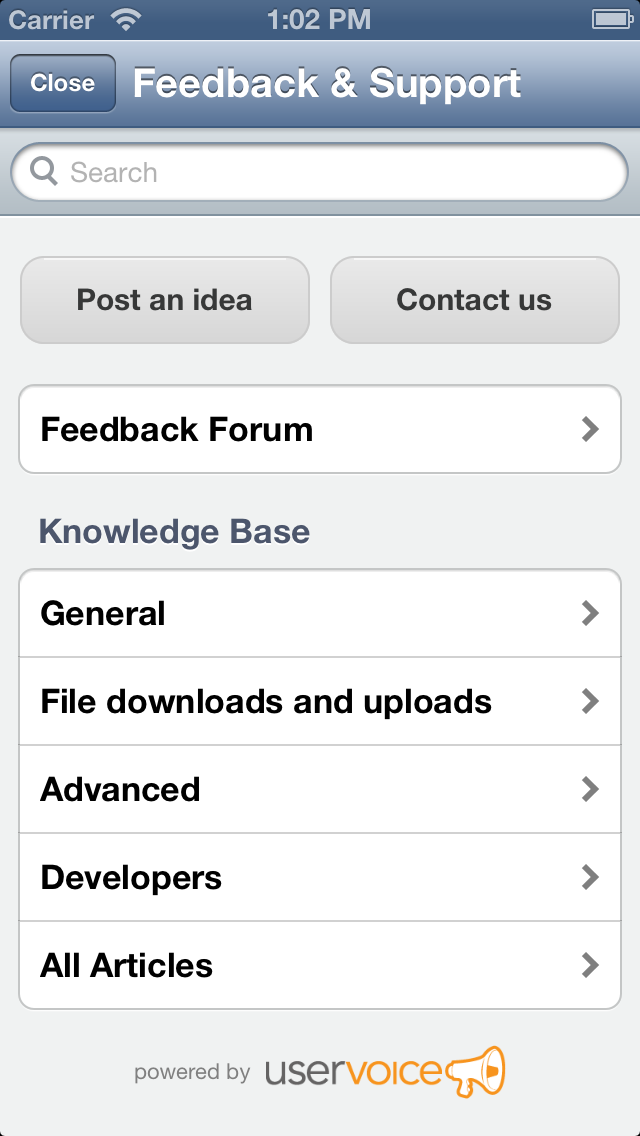 Carrier 1:02 PM
Close Feedback & Support
Search
Post an idea Contact us
Feedback Forum
Knowledge Base
General
File downloads and uploads
Advanced
Developers
All Articles
powered by uservoice